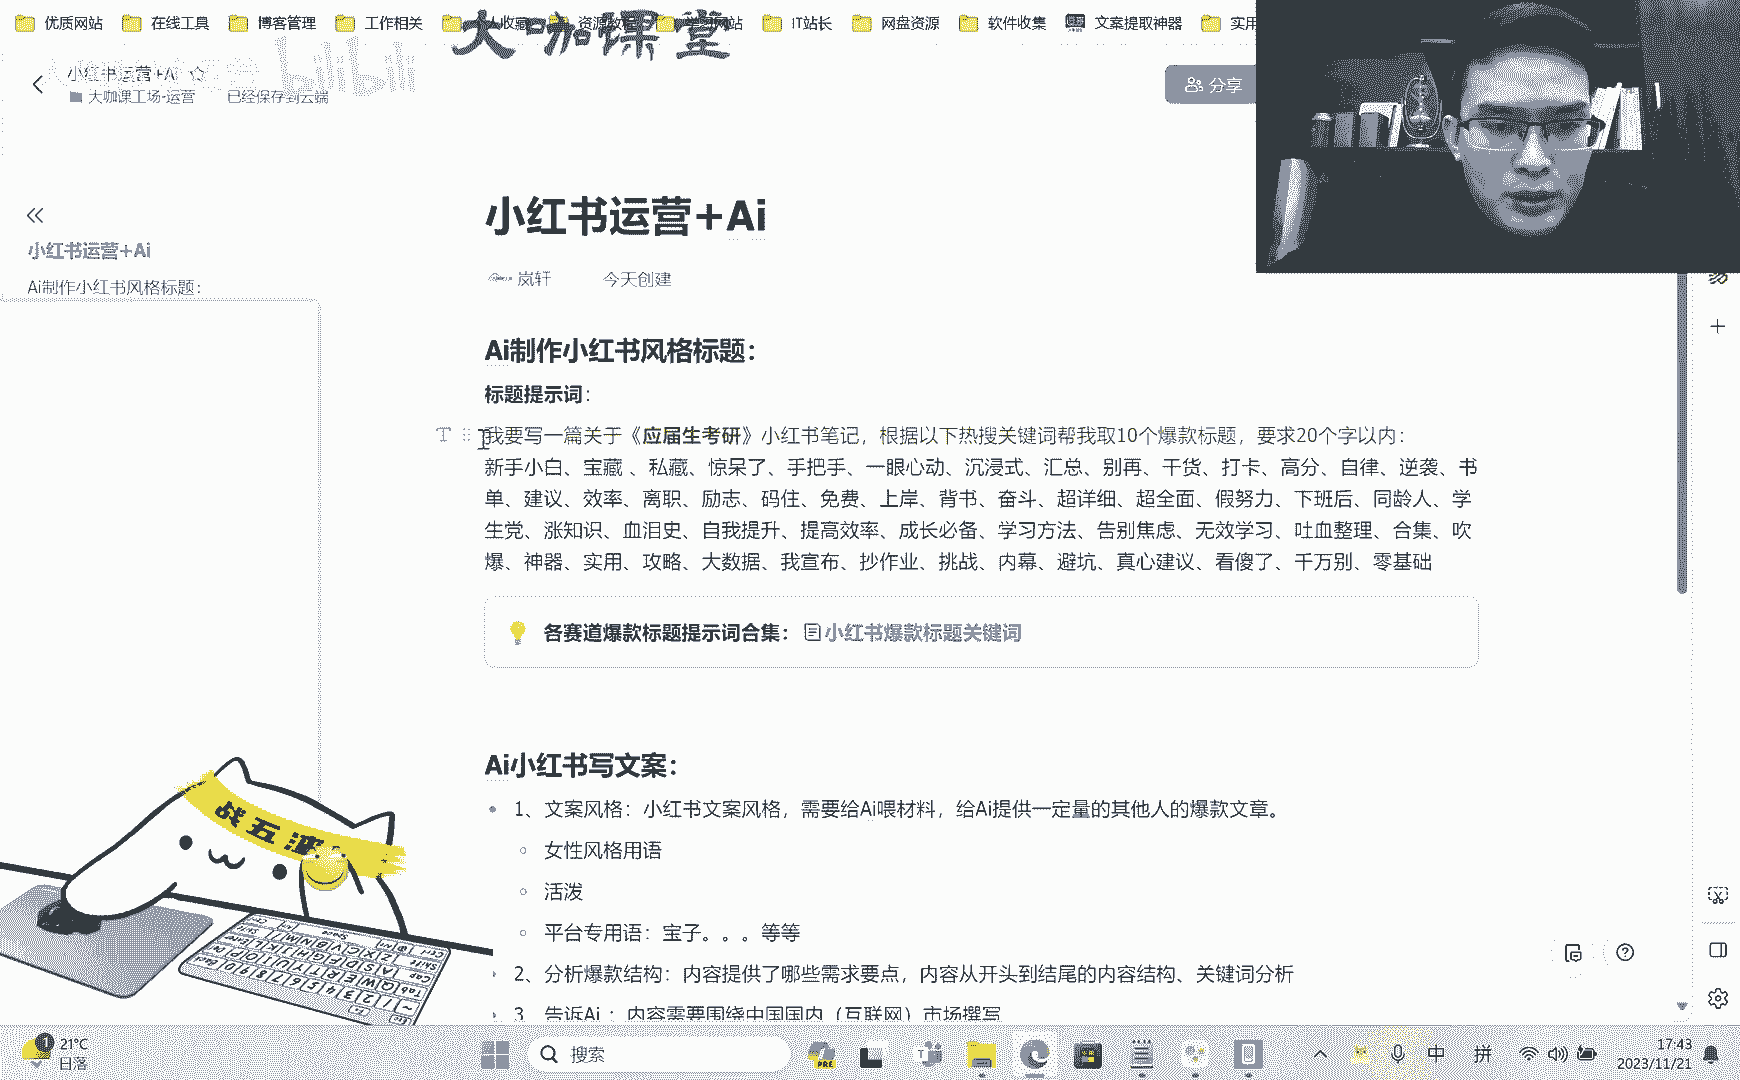 优质网站 在线工具 博客管理 工作相关 收藏 资源教程 学习网站 IT站长 网盘资源 软件收集 文案提取神器 实用
大咖课堂
bilibili
小红书运营+Ai
大咖课工场-运营 已经保存到云端
分享
小红书运营+Ai
Ai制作小红书风格标题：
小红书运营+Ai
岚轩 今天创建
Ai制作小红书风格标题：
标题提示词：
我要写一篇关于《应届生考研》小红书笔记，根据以下热搜关键词帮我取10个爆款标题，要求20个字以内：
新手小白、宝藏 、私藏、惊呆了、手把手、一眼心动、沉浸式、汇总、别再、干货、打卡、高分、自律、逆袭、书
单、建议、效率、离职、励志、码住、免费、上岸、背书、奋斗、超详细、超全面、假努力、下班后、同龄人、学
生党、涨知识、血泪史、自我提升、提高效率、成长必备、学习方法、告别焦虑、无效学习、吐血整理、合集、吹
爆、神器、实用、攻略、大数据、我宣布、抄作业、挑战、内幕、避坑、真心建议、看傻了、千万别、零基础
各赛道爆款标题提示词合集： 小红书爆款标题关键词
Ai小红书写文案：
1、文案风格：小红书文案风格，需要给Ai喂材料，给Ai提供一定量的其他人的爆款文章。
女性风格用语
活泼
平台专用语：宝子。。。等等
2、分析爆款结构：内容提供了哪些需求要点，内容从开头到结尾的内容结构、关键词分析
3、告诉Ai ：内容需要围绕中国国内（互联网）市场撰写
战五渣
21°C
日落
搜索
PRE
中 拼
17:43
2023/11/21